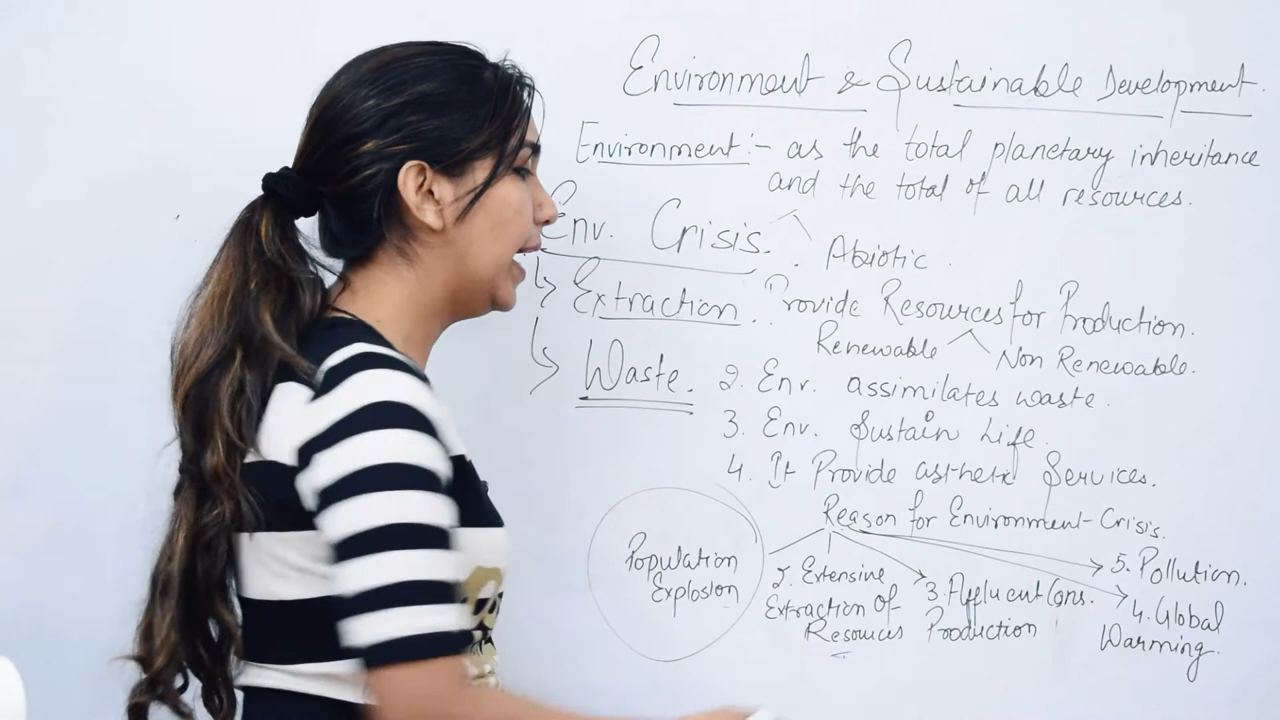 Environment & Sustainable Development.
Environment:- as the total planetary inheritance
and the total of all resources.
Env. Crisis.
Abiotic
Extraction. Provide Resources for Production.
Renewable Non Renewable.
Waste. 2. Env. assimilates waste.
3. Env. Sustain Life.
4. It Provide asthetic Services.
Reason for Environment-Crisis.
Population
Explosion
2. Extensive
Extraction Of
Resources
3. Affluent Cons.
Production
5. Pollution.
4. Global
Warming.